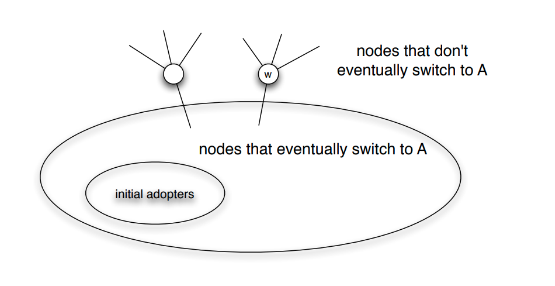 nodes that don't
eventually switch to A
w
nodes that eventually switch to A
initial adopters